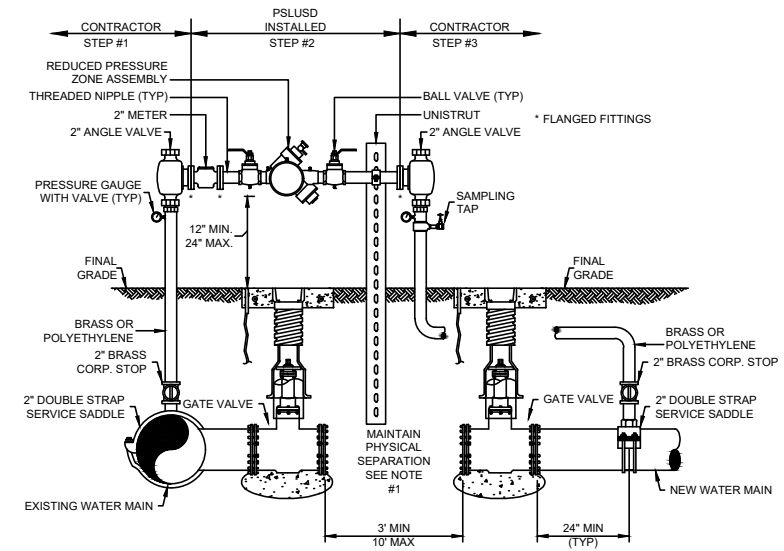 CONTRACTOR
STEP #1
PSLUSD
INSTALLED
STEP #2
CONTRACTOR
STEP #3
REDUCED PRESSURE
ZONE ASSEMBLY
THREADED NIPPLE (TYP)
2" METER
2" ANGLE VALVE
BALL VALVE (TYP)
UNISTRUT
2" ANGLE VALVE
* FLANGED FITTINGS
PRESSURE GAUGE
WITH VALVE (TYP)
* *
*
12" MIN.
24" MAX.
SAMPLING
TAP
FINAL
GRADE
FINAL
GRADE
BRASS OR
POLYETHYLENE
2" BRASS
CORP. STOP
2" DOUBLE STRAP
SERVICE SADDLE
GATE VALVE
EXISTING WATER MAIN
MAINTAIN
PHYSICAL
SEPARATION
SEE NOTE
#1
GATE VALVE
BRASS OR
POLYETHYLENE
2" BRASS CORP. STOP
2" DOUBLE STRAP
SERVICE SADDLE
NEW WATER MAIN
3' MIN
10' MAX
24" MIN
(TYP)